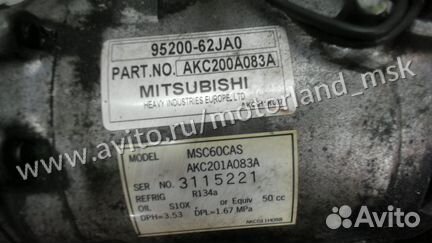 95200-62JA0
PART.NO. AKC200A083A
MITSUBISHI
HEAVY INDUSTRIES EUROPE, LTD
www.avito.ru/motorland_msk
MODEL MSC60CAS
AKC201A083A
SER NO. 3115221
REFRIG R134a
OIL S10X or Equiv 50 cc
DPH=3.53 DPL=1.67 MPa
AKC011H088
Avito